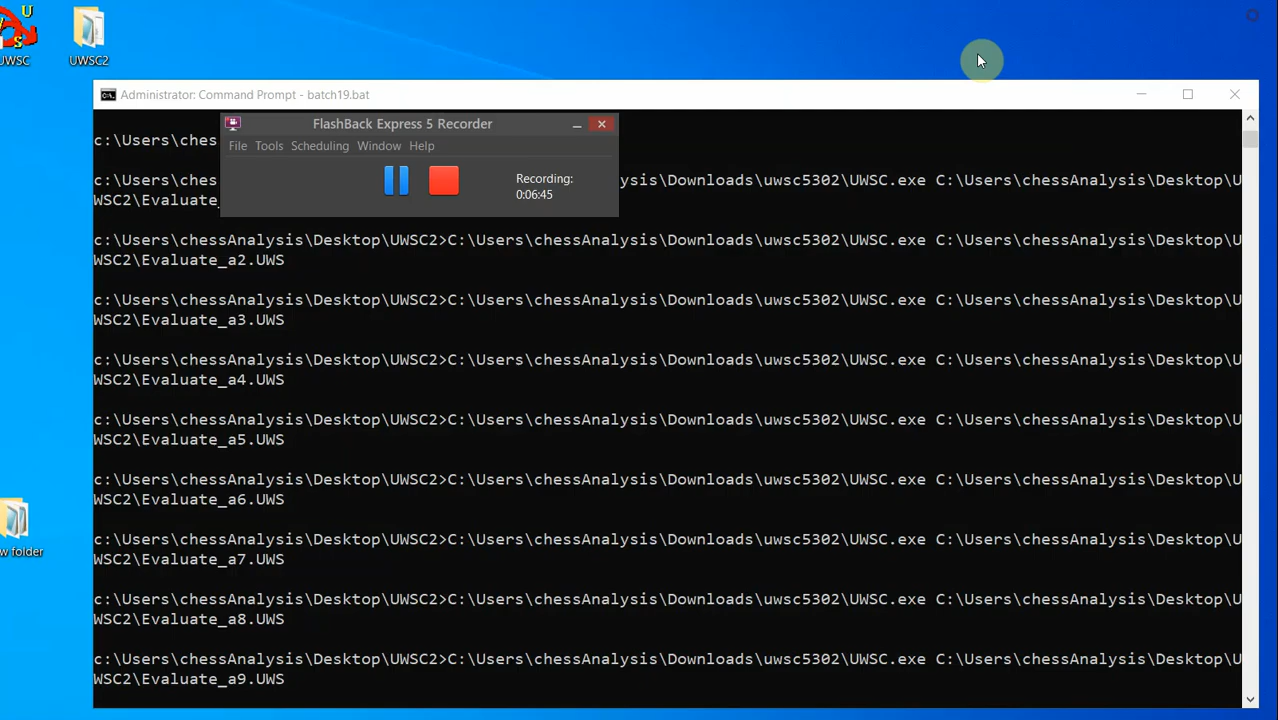 U
S
UWSC
UWSC2
Administrator: Command Prompt - batch19.bat
FlashBack Express 5 Recorder
File Tools Scheduling Window Help
Recording:
0:06:45
c:\Users\ches
c:\Users\ches ysis\Downloads\uwsc5302\UWSC.exe C:\Users\chessAnalysis\Desktop\U
WSC2\Evaluate_
c:\Users\chessAnalysis\Desktop\UWSC2>C:\Users\chessAnalysis\Downloads\uwsc5302\UWSC.exe C:\Users\chessAnalysis\Desktop\U
WSC2\Evaluate_a2.UWS
c:\Users\chessAnalysis\Desktop\UWSC2>C:\Users\chessAnalysis\Downloads\uwsc5302\UWSC.exe C:\Users\chessAnalysis\Desktop\U
WSC2\Evaluate_a3.UWS
c:\Users\chessAnalysis\Desktop\UWSC2>C:\Users\chessAnalysis\Downloads\uwsc5302\UWSC.exe C:\Users\chessAnalysis\Desktop\U
WSC2\Evaluate_a4.UWS
c:\Users\chessAnalysis\Desktop\UWSC2>C:\Users\chessAnalysis\Downloads\uwsc5302\UWSC.exe C:\Users\chessAnalysis\Desktop\U
WSC2\Evaluate_a5.UWS
c:\Users\chessAnalysis\Desktop\UWSC2>C:\Users\chessAnalysis\Downloads\uwsc5302\UWSC.exe C:\Users\chessAnalysis\Desktop\U
WSC2\Evaluate_a6.UWS
c:\Users\chessAnalysis\Desktop\UWSC2>C:\Users\chessAnalysis\Downloads\uwsc5302\UWSC.exe C:\Users\chessAnalysis\Desktop\U
WSC2\Evaluate_a7.UWS
w folder
c:\Users\chessAnalysis\Desktop\UWSC2>C:\Users\chessAnalysis\Downloads\uwsc5302\UWSC.exe C:\Users\chessAnalysis\Desktop\U
WSC2\Evaluate_a8.UWS
c:\Users\chessAnalysis\Desktop\UWSC2>C:\Users\chessAnalysis\Downloads\uwsc5302\UWSC.exe C:\Users\chessAnalysis\Desktop\U
WSC2\Evaluate_a9.UWS